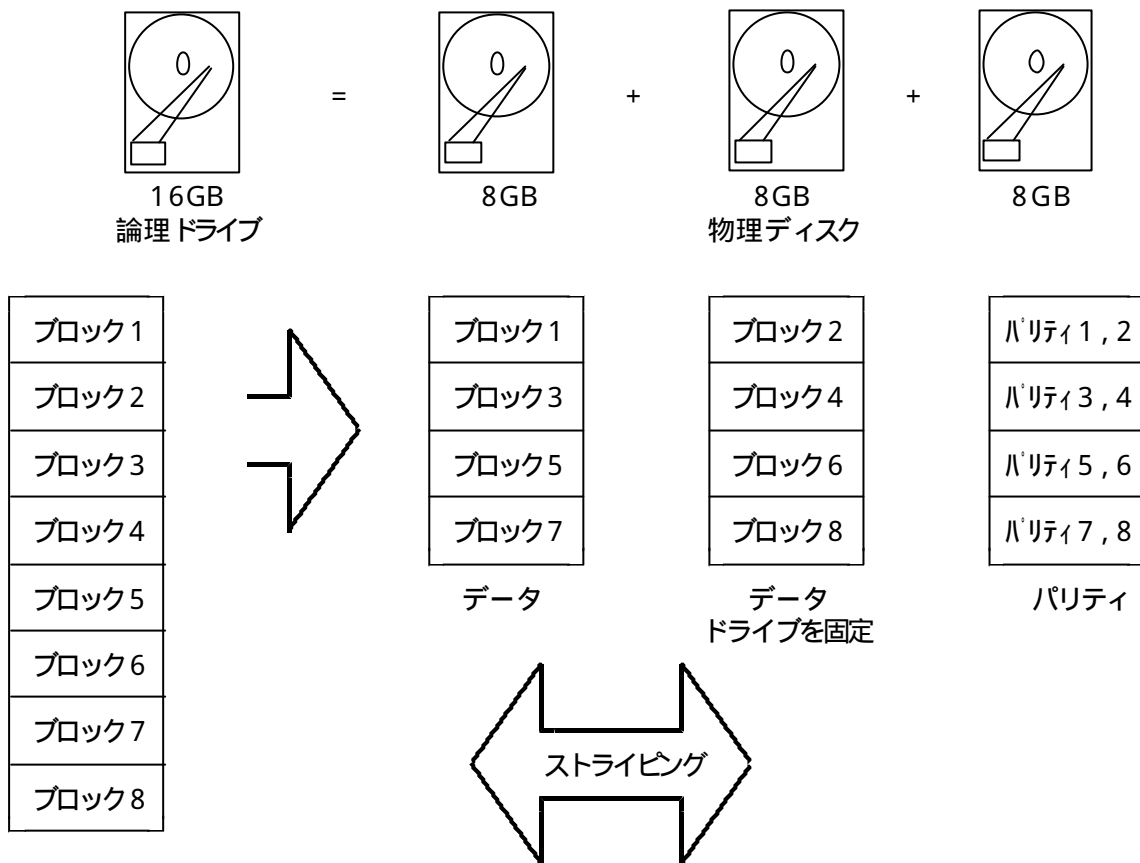 = + +
16GB 8GB 8GB 8GB
論理ドライブ 物理ディスク
ブロック1
ブロック2
ブロック3
ブロック4
ブロック5
ブロック6
ブロック7
ブロック8
ブロック1 ブロック2 パリティ1,2
ブロック3 ブロック4 パリティ3,4
ブロック5 ブロック6 パリティ5,6
ブロック7 ブロック8 パリティ7,8
データ データ パリティ
ドライブを固定
ストライピング